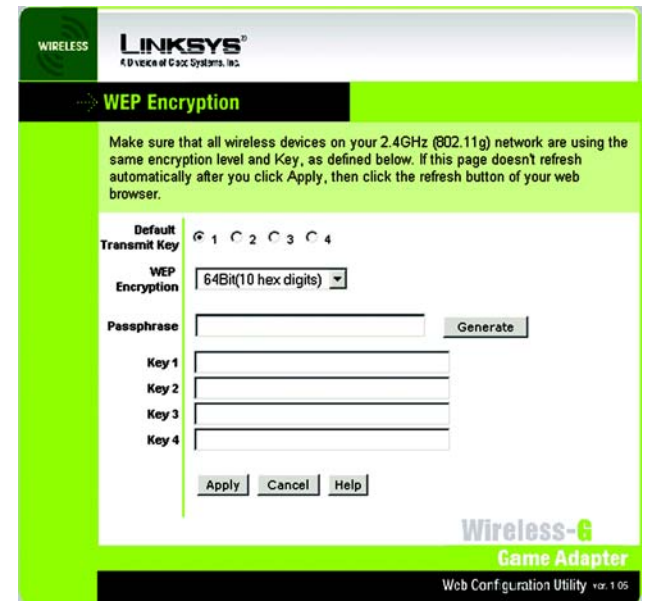 WIRELESS
LINKSYS®
A Division of Cisco Systems, Inc.
WEP Encryption
Make sure that all wireless devices on your 2.4GHz (802.11g) network are using the
same encryption level and Key, as defined below. If this page doesn't refresh
automatically after you click Apply, then click the refresh button of your web
browser.
Default
Transmit Key
1 2 3 4
WEP
Encryption
64Bit(10 hex digits)
Passphrase
Generate
Key 1
Key 2
Key 3
Key 4
Apply Cancel Help
Wireless-G
Game Adapter
Web Configuration Utility ver. 1.05